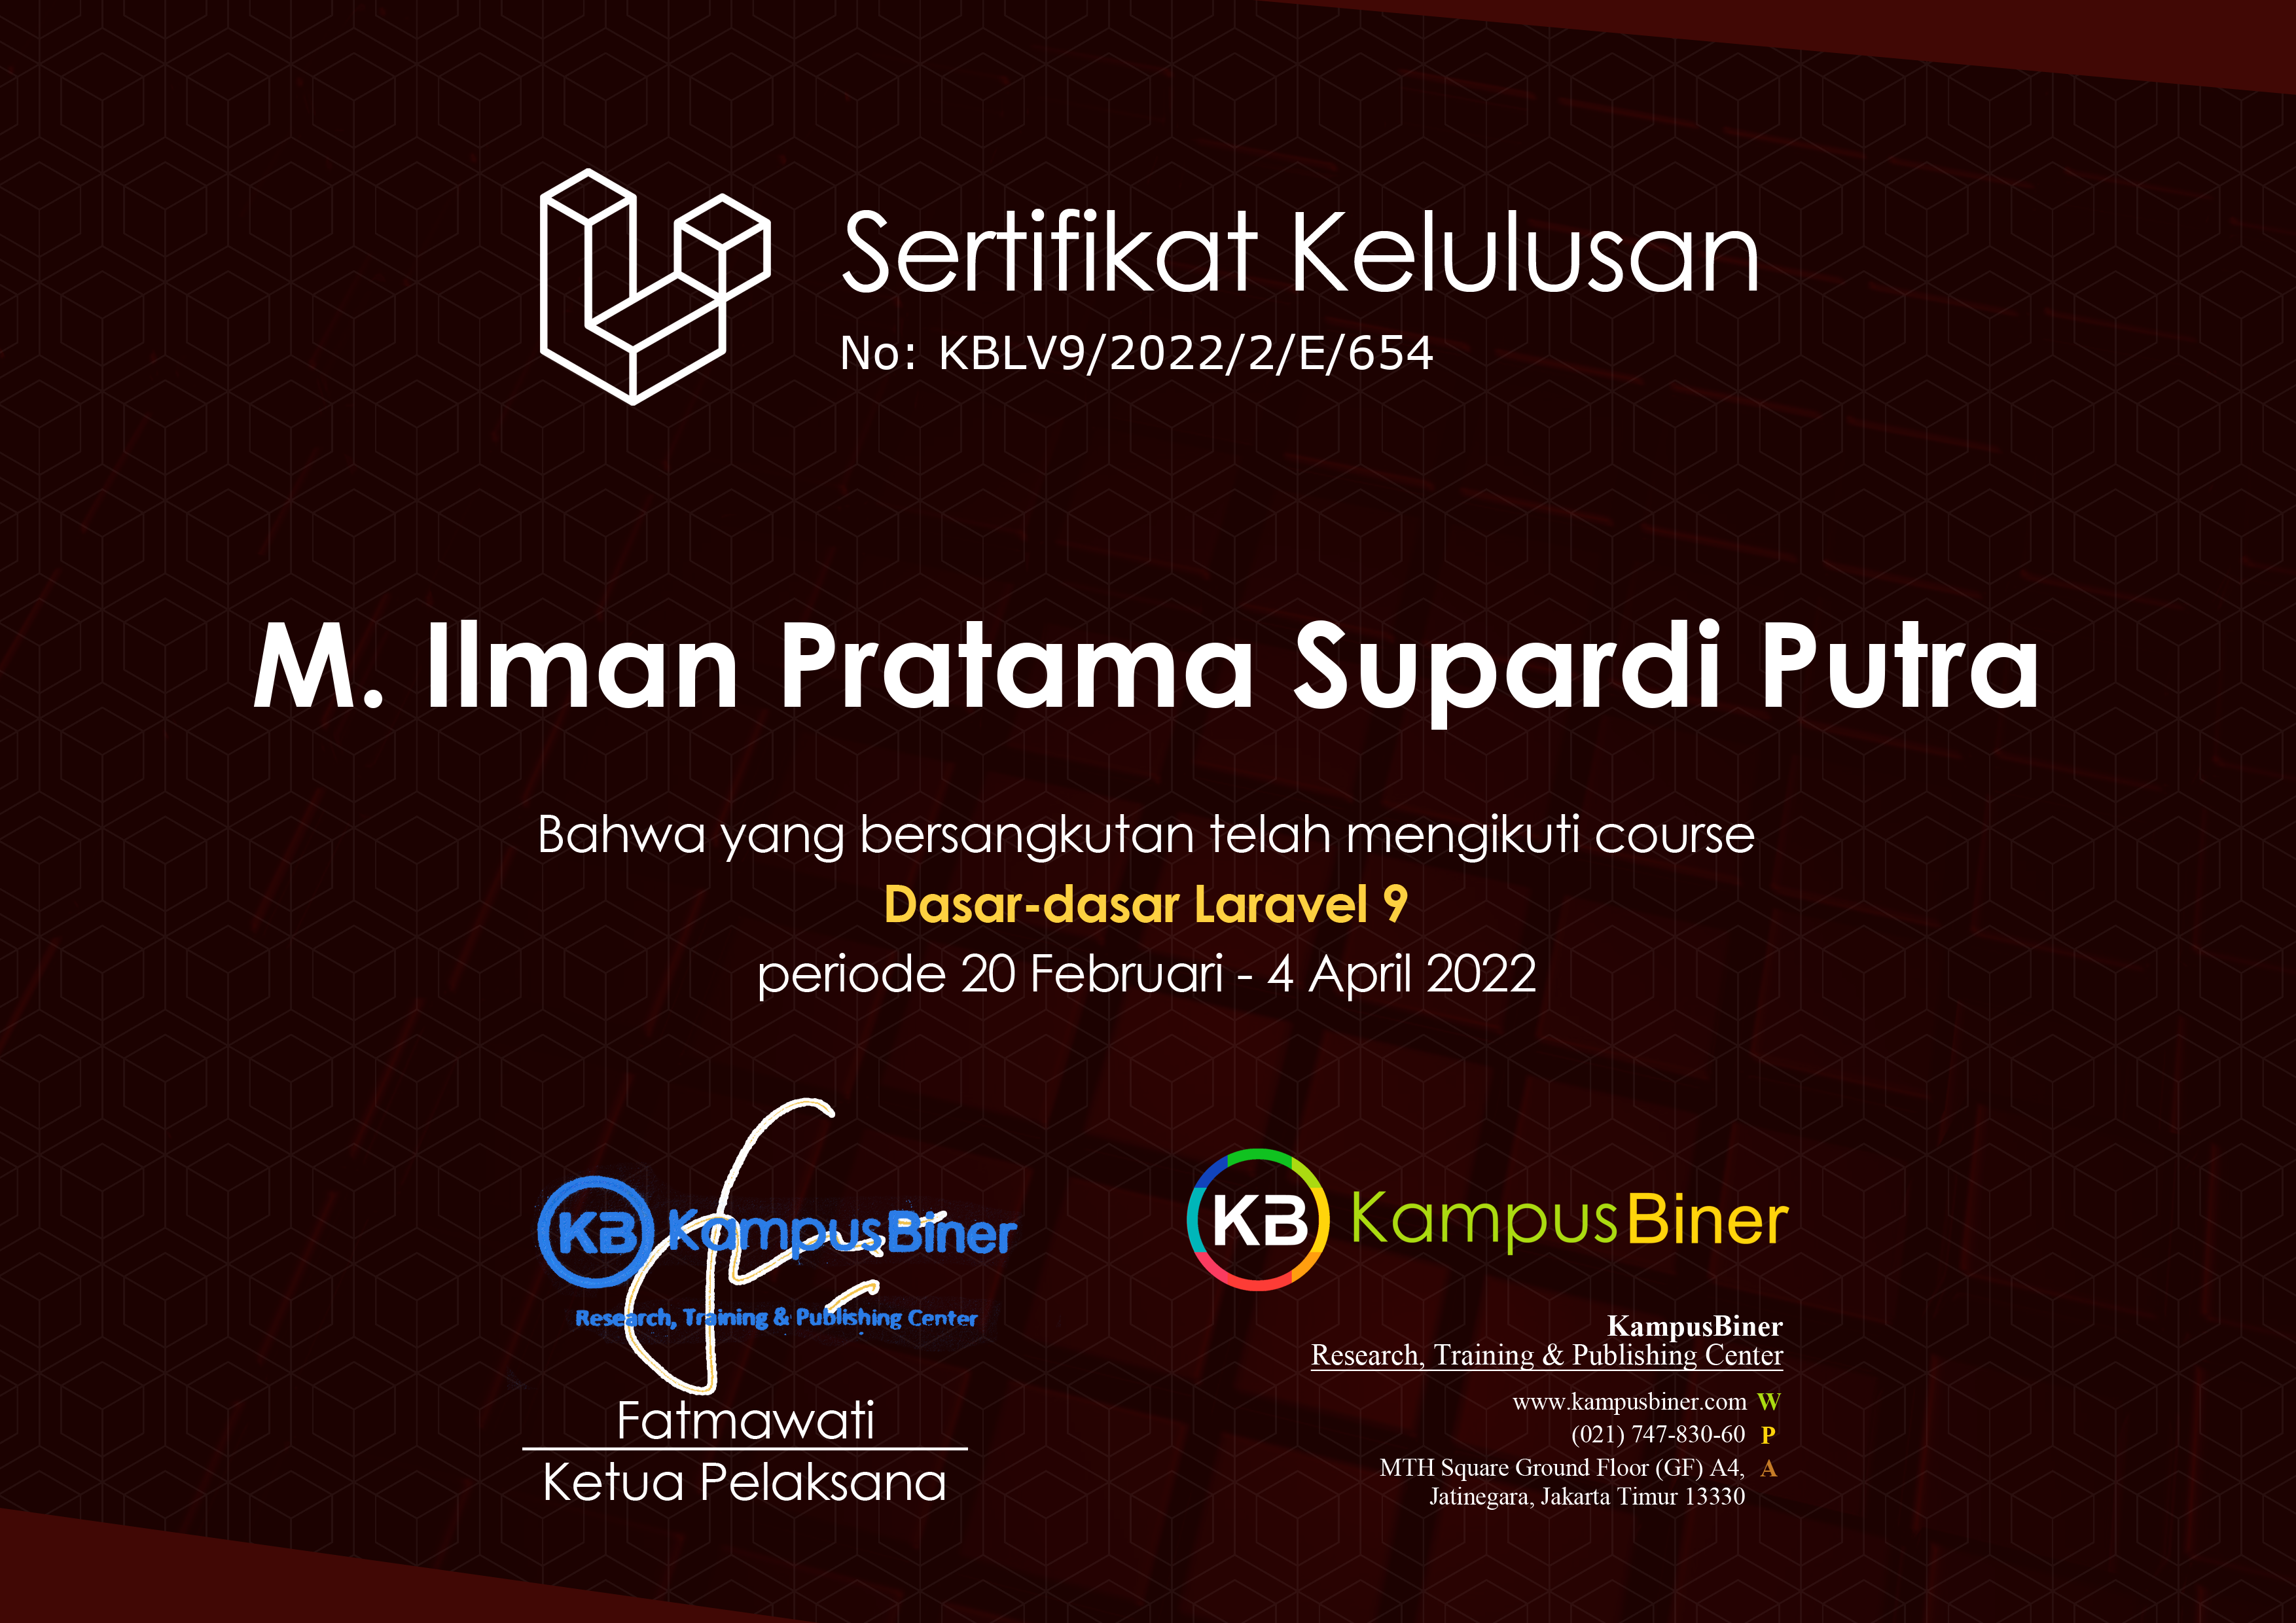 Sertifikat Kelulusan
No: KBLV9/2022/2/E/654
M. Ilman Pratama Supardi Putra
Bahwa yang bersangkutan telah mengikuti course
Dasar-dasar Laravel 9
periode 20 Februari - 4 April 2022
KB KampusBiner
Research, Training & Publishing Center
Fatmawati
Ketua Pelaksana
KB KampusBiner
KampusBiner
Research, Training & Publishing Center
www.kampusbiner.com W
(021) 747-830-60 P
MTH Square Ground Floor (GF) A4, A
Jatinegara, Jakarta Timur 13330